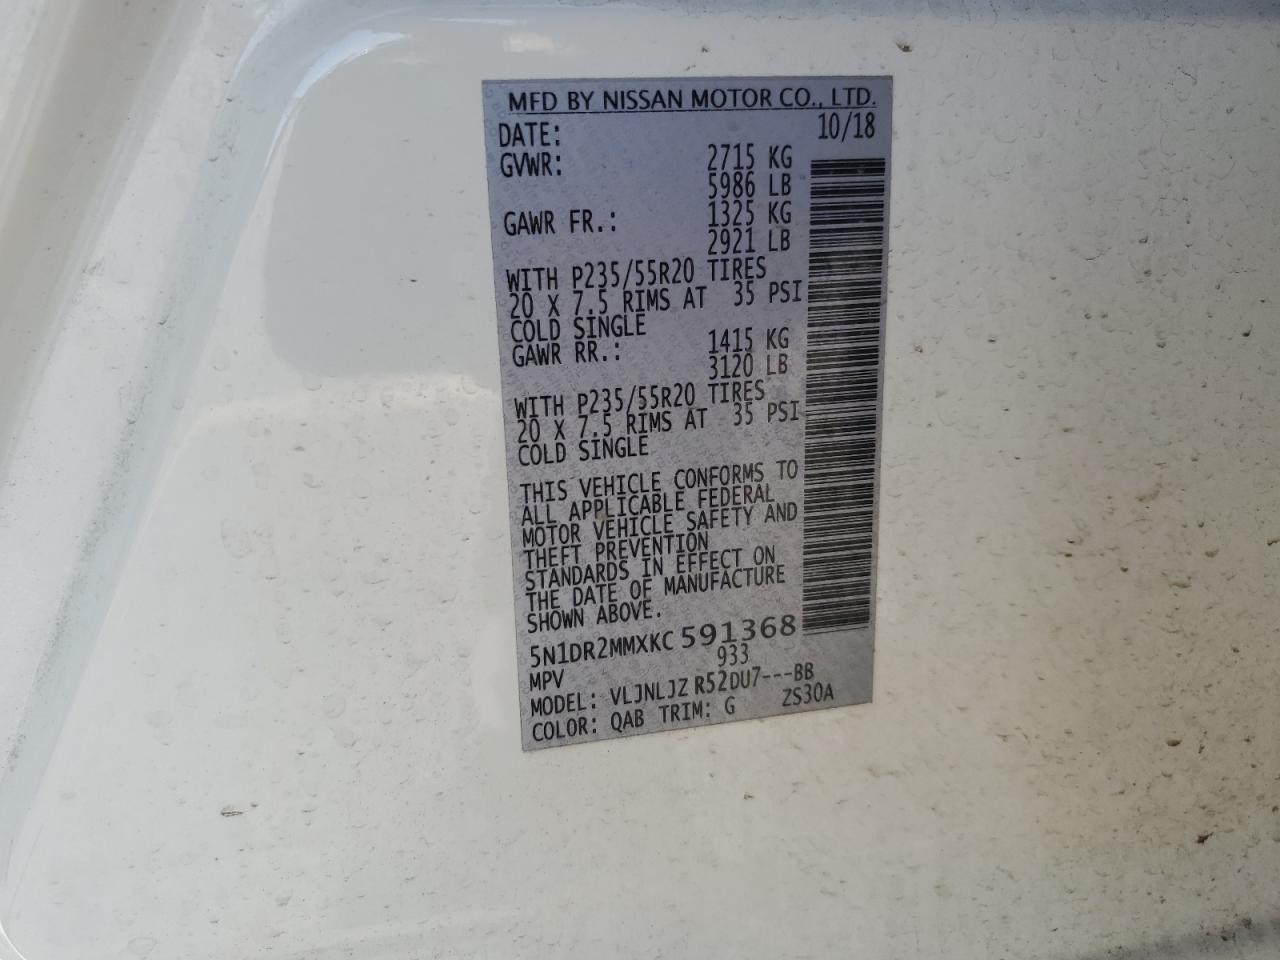 MFD BY NISSAN MOTOR CO., LTD.
DATE: 10/18
GVWR: 2715 KG
5986 LB
GAWR FR.: 1325 KG
2921 LB
WITH P235/55R20 TIRES
20 X 7.5 RIMS AT 35 PSI
COLD SINGLE
GAWR RR.: 1415 KG
3120 LB
WITH P235/55R20 TIRES
20 X 7.5 RIMS AT 35 PSI
COLD SINGLE
THIS VEHICLE CONFORMS TO
ALL APPLICABLE FEDERAL
MOTOR VEHICLE SAFETY AND
THEFT PREVENTION
STANDARDS IN EFFECT ON
THE DATE OF MANUFACTURE
SHOWN ABOVE.
5N1DR2MMXKC 591368
MPV 933
MODEL: VLJNLJZ R52DU7---BB
COLOR: QAB TRIM: G ZS30A